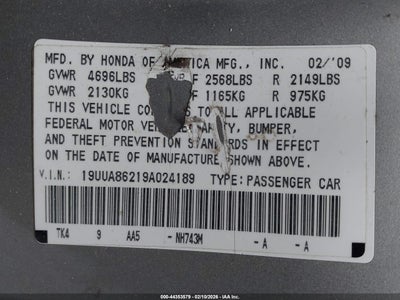 MFD. BY HONDA OF AMERICA MFG., INC. 02/'09
GVWR 4696LBS F 2568LBS R 2149LBS
GVWR 2130KG F 1165KG R 975KG
THIS VEHICLE TO ALL APPLICABLE
FEDERAL MOTOR SAFETY, BUMPER,
AND THEFT PREVENTION STANDARDS IN EFFECT
ON THE DATE OF MANUFACTURE SHOWN ABOVE.
V.I.N.: 19UUA86219A024189 TYPE: PASSENGER CAR
TK4 9 AA5 - NH743M - A - A
000-44353579 - 02/10/2026 - IAA Inc.